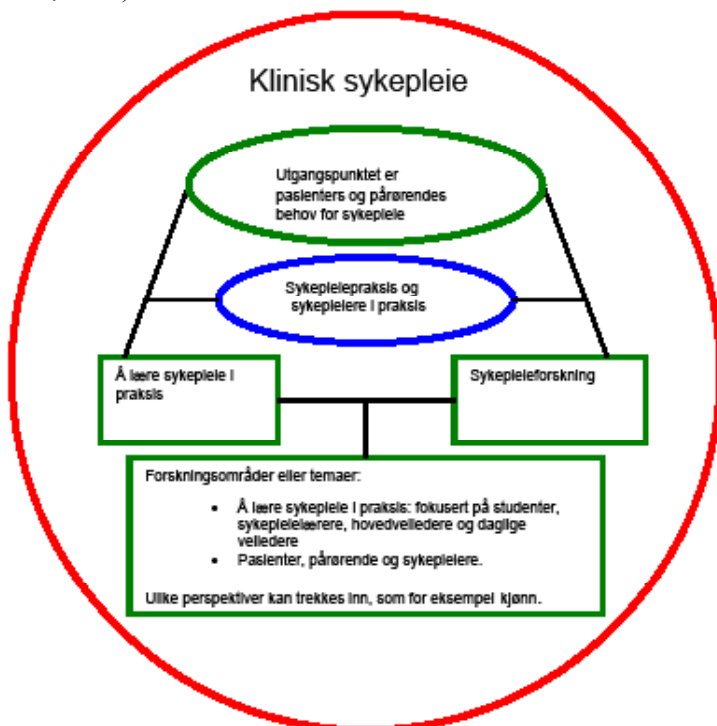 Klinisk sykepleie
Utgangspunktet er
pasienters og pårørendes
behov for sykepleie
Sykepleiepraksis og
sykepleiere i praksis
Å lære sykepleie i
praksis
Sykepleieforskning
Forskningsområder eller temaer:
• Å lære sykepleie i praksis: fokusert på studenter,
sykepleielærere, hovedveiledere og daglige
veiledere
• Pasienter, pårørende og sykepleiere.
Ulike perspektiver kan trekkes inn, som for eksempel kjønn.